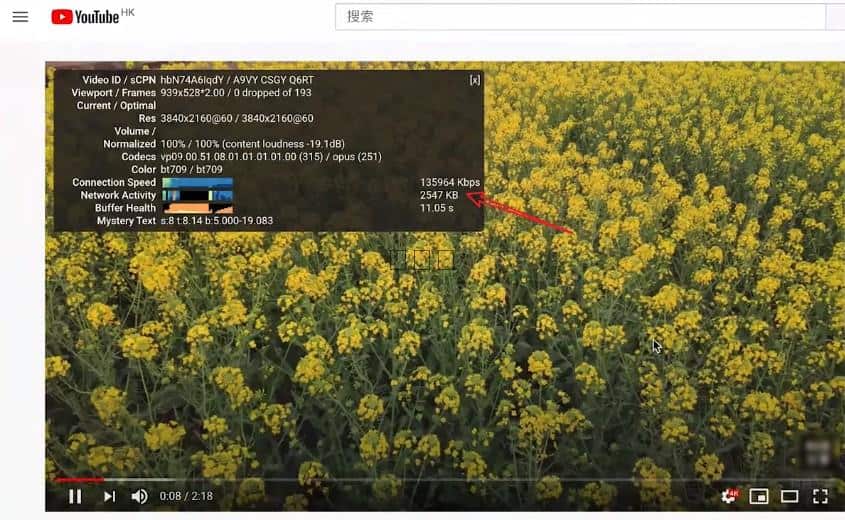 YouTube HK
搜索
Video ID / sCPN hbN74A6IqdY / A9VY CSGY Q6RT [x]
Viewport / Frames 939x528*2.00 / 0 dropped of 193
Current / Optimal
Res 3840x2160@60 / 3840x2160@60
Volume /
Normalized 100% / 100% (content loudness -19.1dB)
Codecs vp09.00.51.08.01.01.01.01.00 (315) / opus (251)
Color bt709 / bt709
Connection Speed 135964 Kbps
Network Activity 2547 KB
Buffer Health 11.05 s
Mystery Text s:8 t:8.14 b:5.000-19.083
0:08 / 2:18 4K